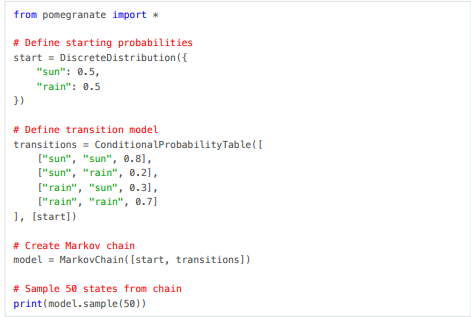 from pomegranate import *

# Define starting probabilities
start = DiscreteDistribution({
    "sun": 0.5,
    "rain": 0.5
})

# Define transition model
transitions = ConditionalProbabilityTable([
    ["sun", "sun", 0.8],
    ["sun", "rain", 0.2],
    ["rain", "sun", 0.3],
    ["rain", "rain", 0.7]
], [start])

# Create Markov chain
model = MarkovChain([start, transitions])

# Sample 50 states from chain
print(model.sample(50))